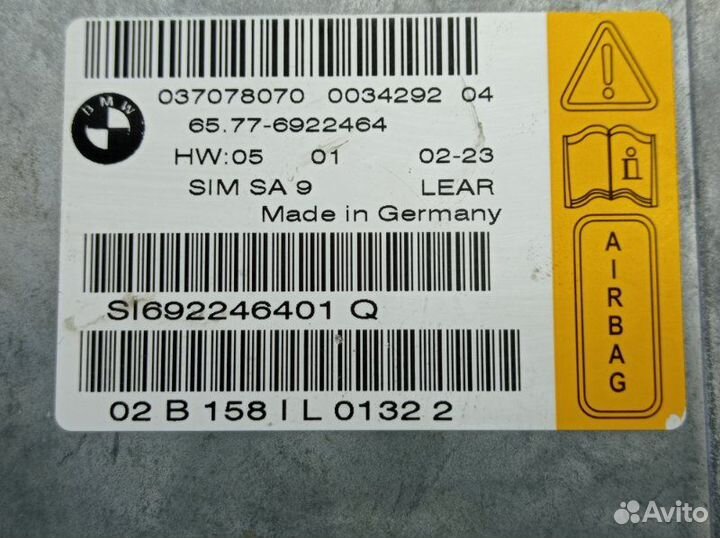 BMW
037078070 0034292 04
65.77-6922464
HW:05 01 02-23
SIM SA 9 LEAR
Made in Germany
SI692246401 Q
02 B 158 I L 0132 2
AIRBAG
Avito